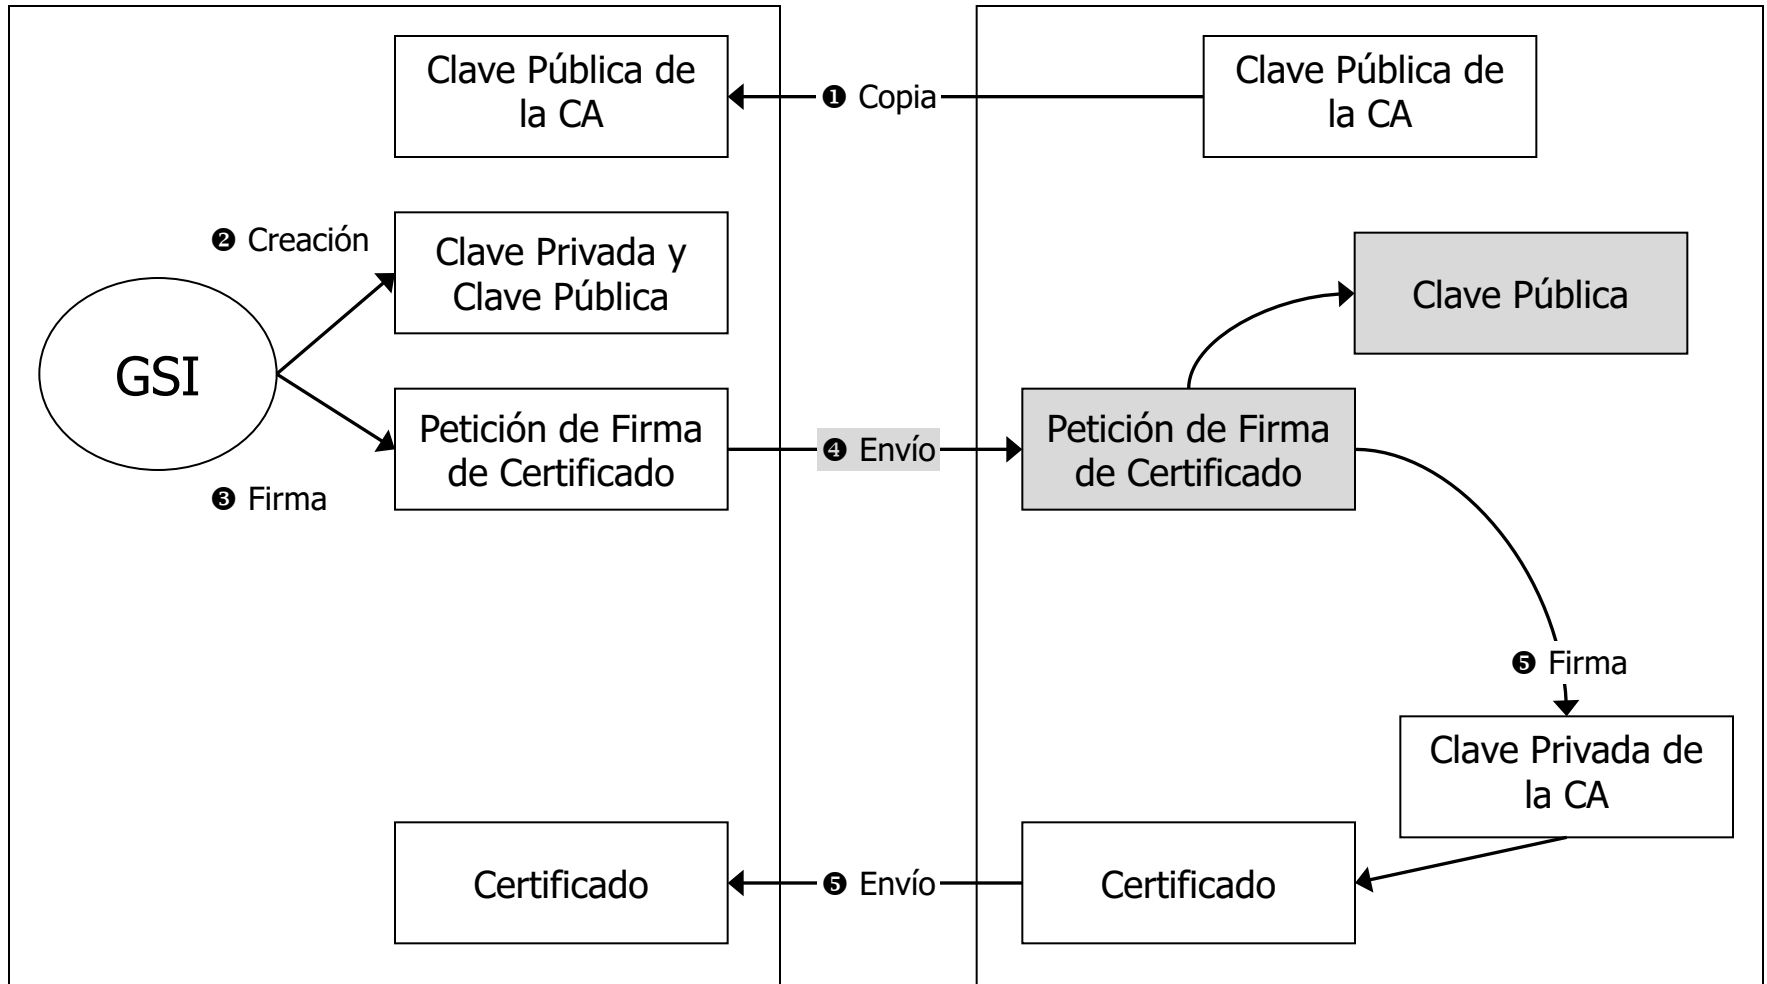 Clave Pública de
la CA
❶ Copia
Clave Pública de
la CA
❷ Creación
Clave Privada y
Clave Pública
Clave Pública
GSI
Petición de Firma
de Certificado
❹ Envío
Petición de Firma
de Certificado
❸ Firma
❺ Firma
Clave Privada de
la CA
Certificado
❺ Envío
Certificado